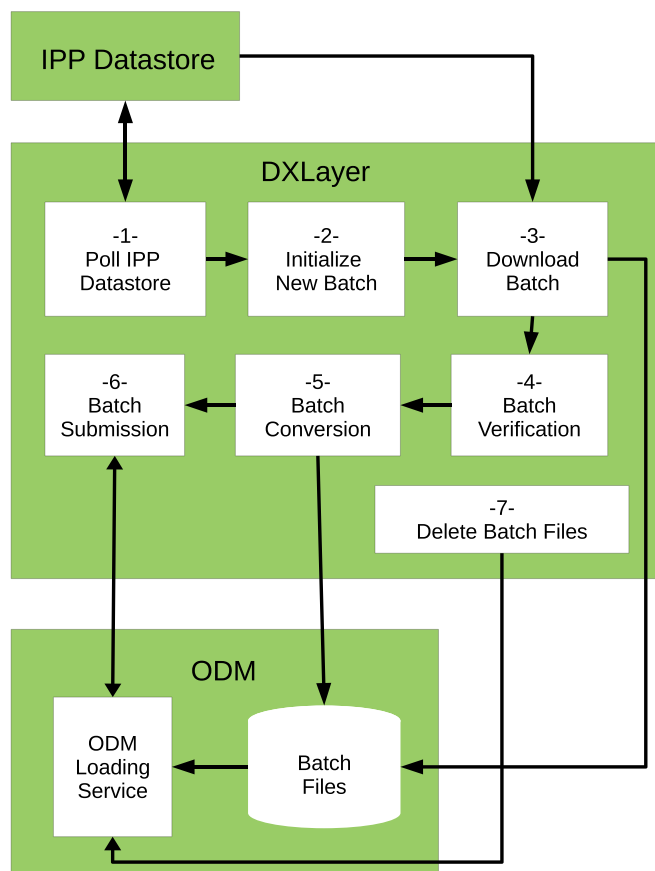 IPP Datastore
DXLayer
-1-
Poll IPP
Datastore
-2-
Initialize
New Batch
-3-
Download
Batch
-6-
Batch
Submission
-5-
Batch
Conversion
-4-
Batch
Verification
-7-
Delete Batch Files
ODM
ODM
Loading
Service
Batch
Files